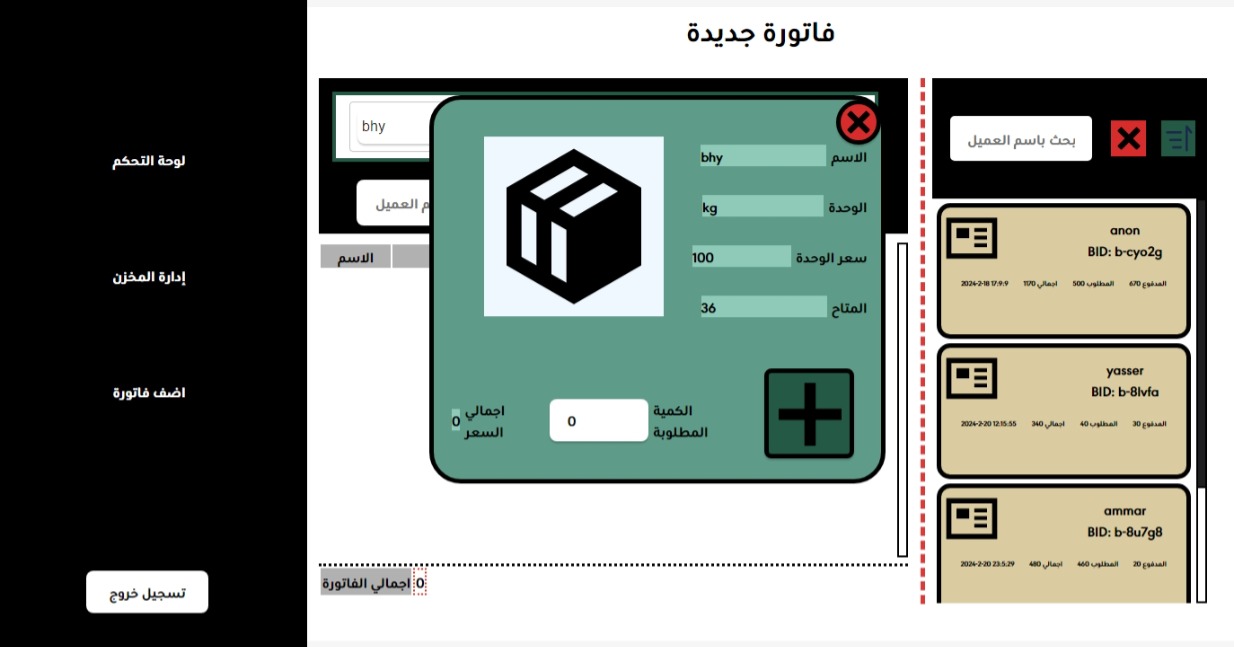 فاتورة جديدة
بحث باسم العميل
anon
BID: b-cyo2g
المدفوع 670 المطلوب 500 اجمالي 1170 2024-2-18 17:9:9
yasser
BID: b-8lvfa
المدفوع 30 المطلوب 40 اجمالي 340 2024-2-20 12:15:55
ammar
BID: b-8u7g8
المدفوع 20 المطلوب 460 اجمالي 480 2024-2-20 23:5:29
bhy
العميل
الاسم
الاسم bhy
الوحدة kg
سعر الوحدة 100
المتاح 36
الكمية المطلوبة 0
اجمالي السعر 0
اجمالي الفاتورة 0
لوحة التحكم
إدارة المخزن
اضف فاتورة
تسجيل خروج